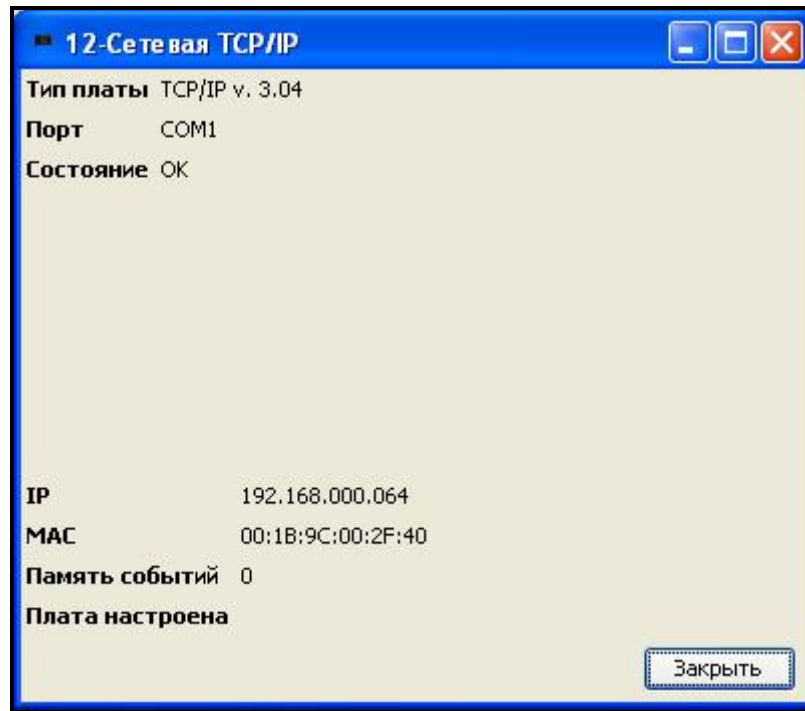 12-Сетевая TCP/IP
Тип платы TCP/IP v. 3.04
Порт COM1
Состояние OK
IP 192.168.000.064
MAC 00:1B:9C:00:2F:40
Память событий 0
Плата настроена
Закрыть